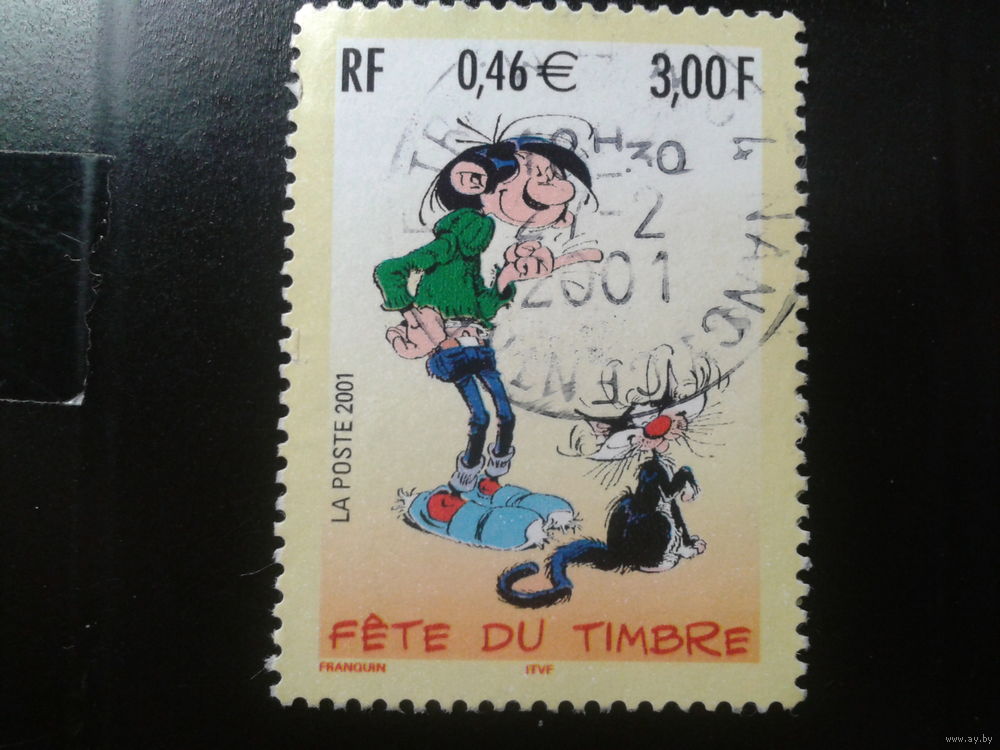 RF 0,46 € 3,00 F
2001
LA POSTE 2001
FÊTE DU TIMBRE
FRANQUIN ITVF
www.ay.by